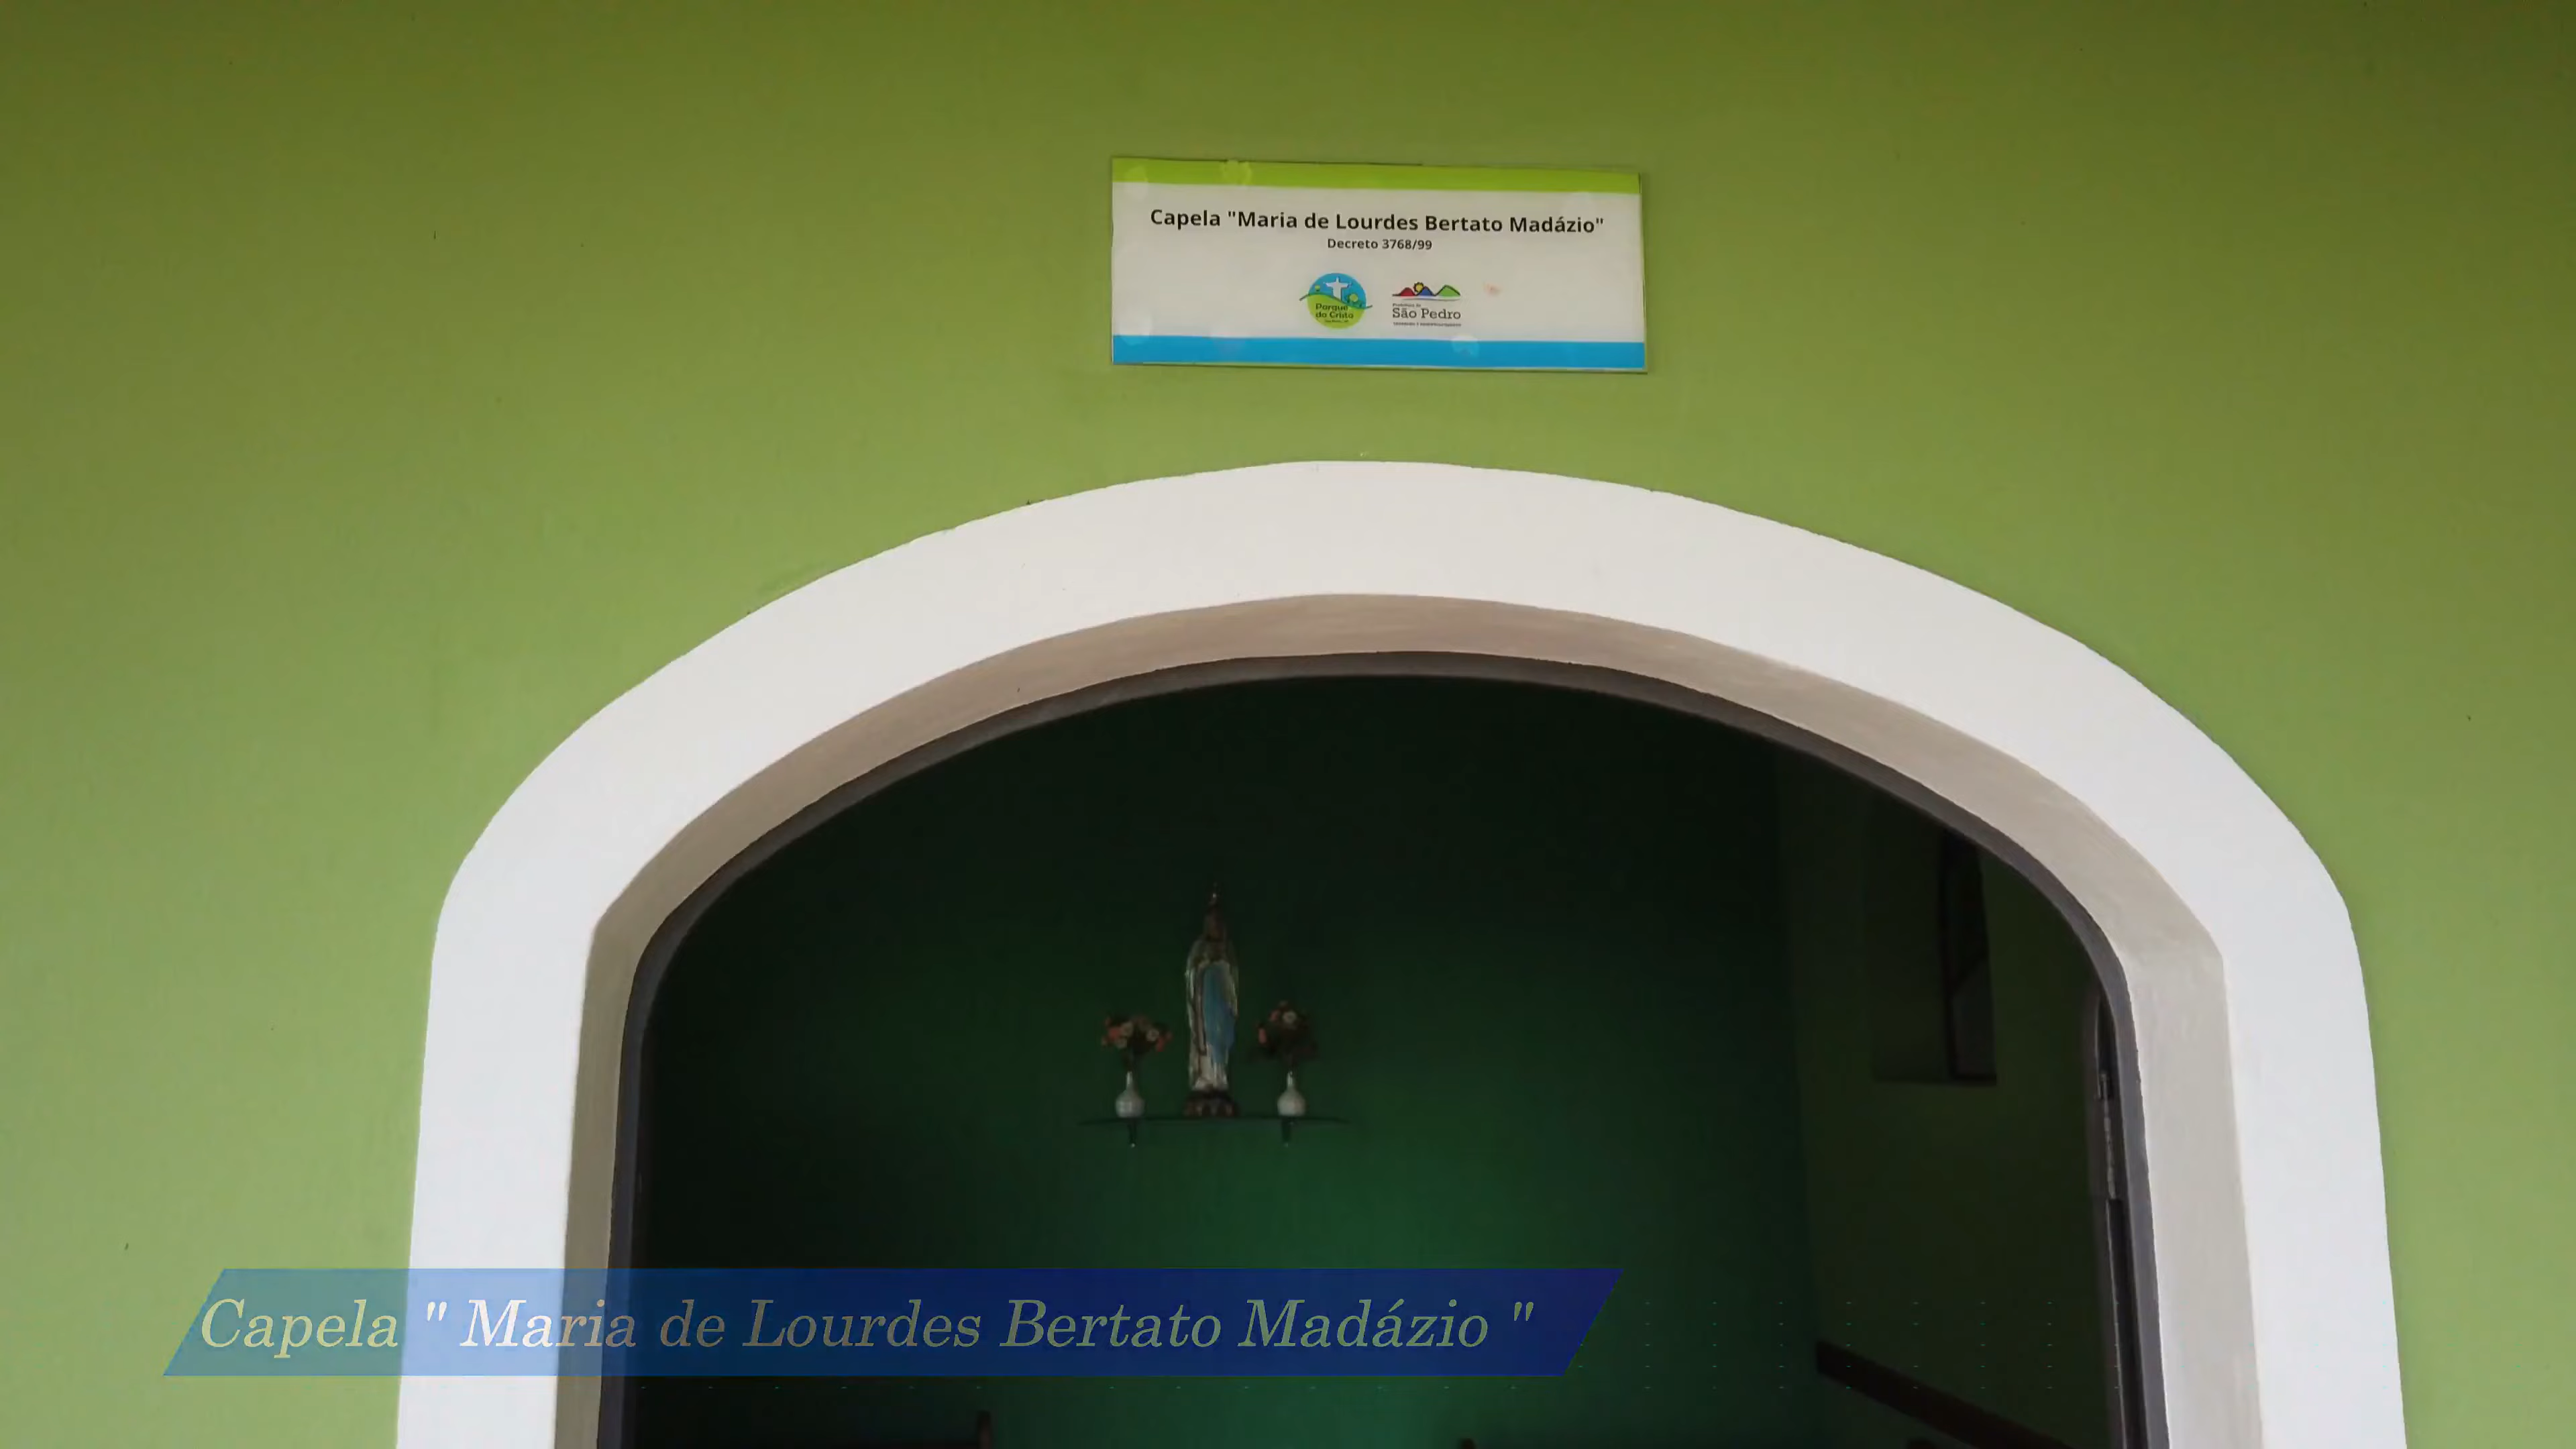 Capela "Maria de Lourdes Bertato Madázio"
Decreto 3768/99
Parque
do Cristo
São Pedro
Capela " Maria de Lourdes Bertato Madázio "